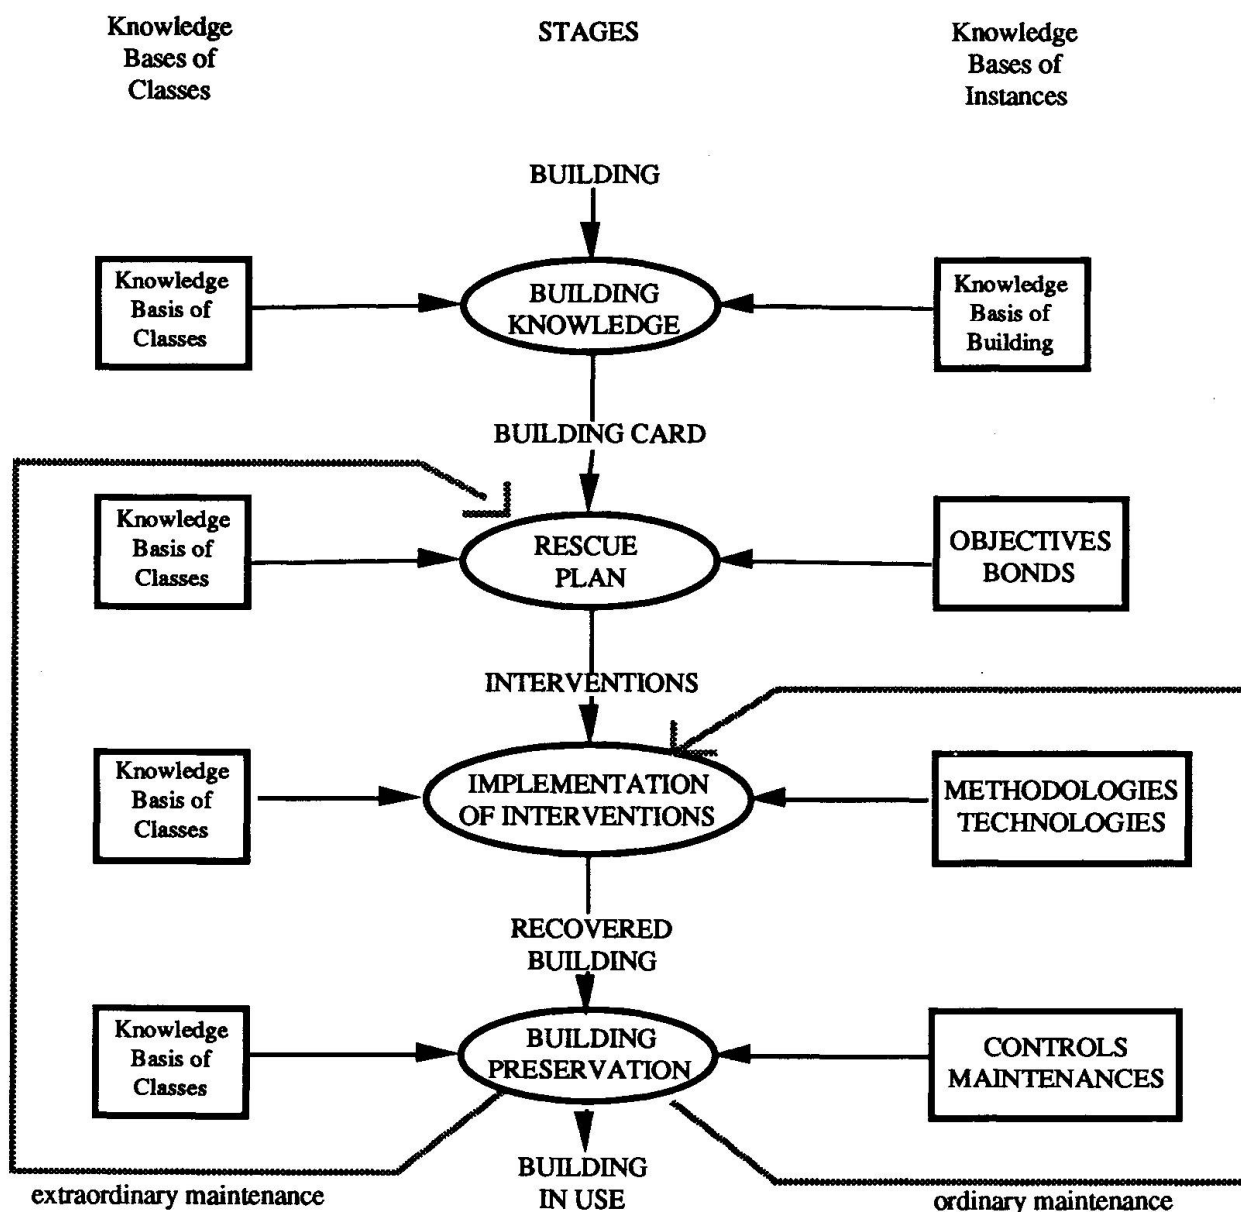 Knowledge
Bases of
Classes
STAGES
Knowledge
Bases of
Instances
BUILDING
Knowledge
Basis of
Classes
BUILDING
KNOWLEDGE
Knowledge
Basis of
Building
BUILDING CARD
Knowledge
Basis of
Classes
RESCUE
PLAN
OBJECTIVES
BONDS
INTERVENTIONS
Knowledge
Basis of
Classes
IMPLEMENTATION
OF INTERVENTIONS
METHODOLOGIES
TECHNOLOGIES
RECOVERED
BUILDING
Knowledge
Basis of
Classes
BUILDING
PRESERVATION
CONTROLS
MAINTENANCES
extraordinary maintenance
BUILDING
IN USE
ordinary maintenance